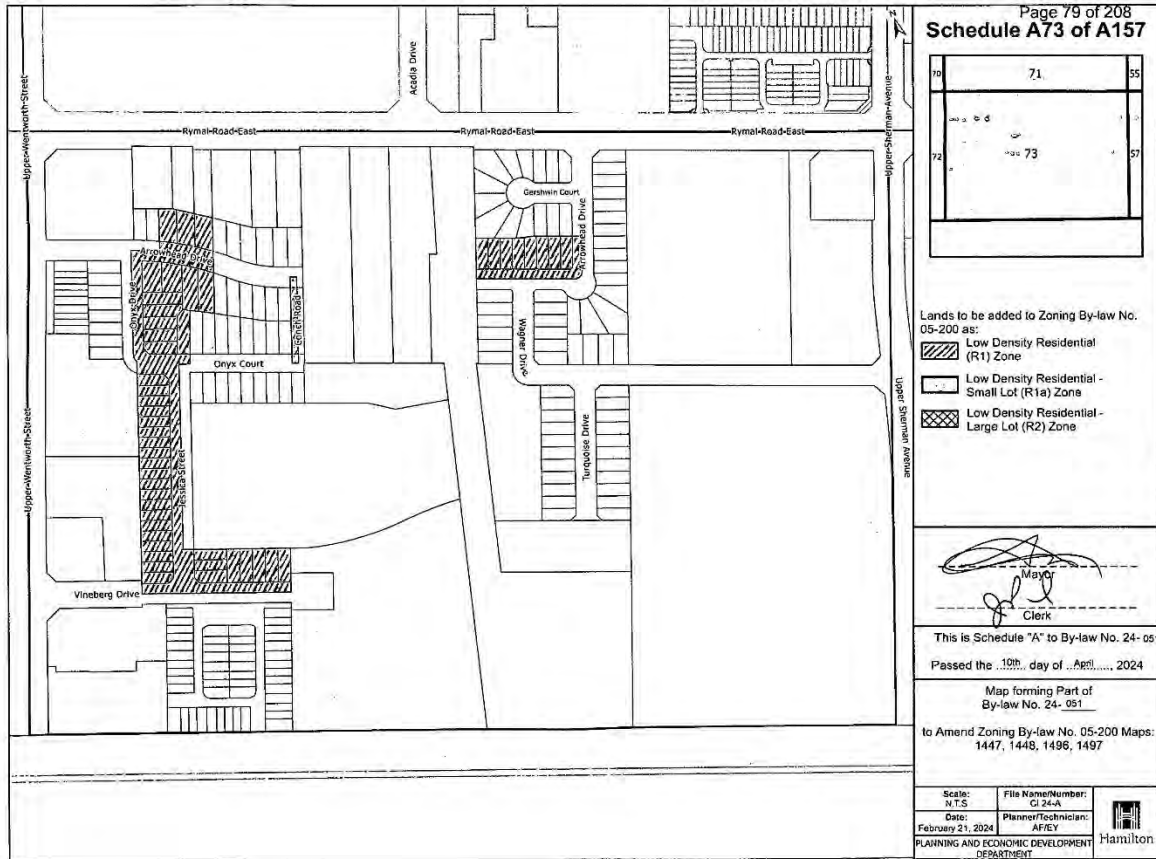 Page 79 of 208
Schedule A73 of A157
70
71
55
72
73
57
Lands to be added to Zoning By-law No.
05-200 as:
Low Density Residential
(R1) Zone
Low Density Residential -
Small Lot (R1a) Zone
Low Density Residential -
Large Lot (R2) Zone
Mayor
Clerk
This is Schedule "A" to By-law No. 24- 05
Passed the 10th day of April, 2024
Map forming Part of
By-law No. 24- 051
to Amend Zoning By-law No. 05-200 Maps:
1447, 1448, 1496, 1497
Scale:
N.T.S
File Name/Number:
CI 24-A
Date:
February 21, 2024
Planner/Technician:
AF/EY
PLANNING AND ECONOMIC DEVELOPMENT
DEPARTMENT
Hamilton
Upper-Wentworth-Street
Acadia Drive
Upper-Sherman-Avenue
Rymal-Road-East
Rymal-Road-East
Rymal-Road-East
Gershwin Court
Arrowhead Drive
Arrowhead Drive
Onyx Drive
Onyx Court
Wagner Drive
Turquoise Drive
Upper Sherman Avenue
Upper-Wentworth-Street
Jessica-Street
Vineberg Drive